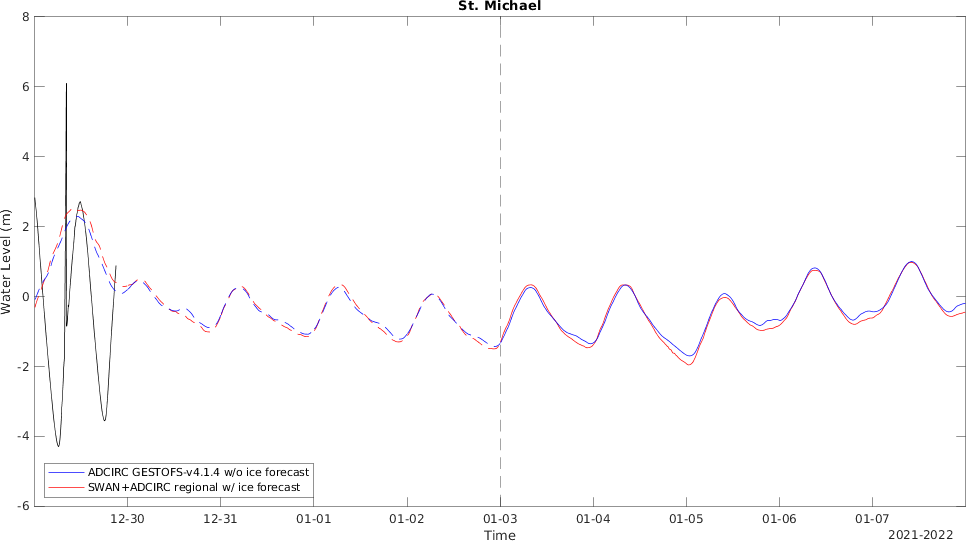 St. Michael
8
6
4
2
0
-2
-4
-6
Water Level (m)
ADCIRC GESTOFS-v4.1.4 w/o ice forecast
SWAN+ADCIRC regional w/ ice forecast
12-30 12-31 01-01 01-02 01-03 01-04 01-05 01-06 01-07
Time
2021-2022